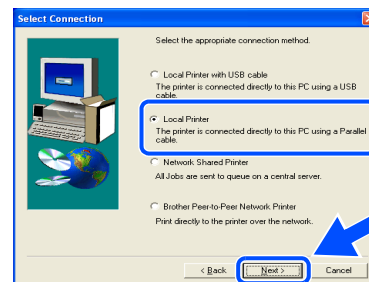 Select Connection
Select the appropriate connection method.
Local Printer with USB cable
The printer is connected directly to this PC using a USB
cable.
Local Printer
The printer is connected directly to this PC using a Parallel
cable.
Network Shared Printer
All Jobs are sent to queue on a central server.
Brother Peer-to-Peer Network Printer
Print directly to the printer over the network.
< Back
Next >
Cancel